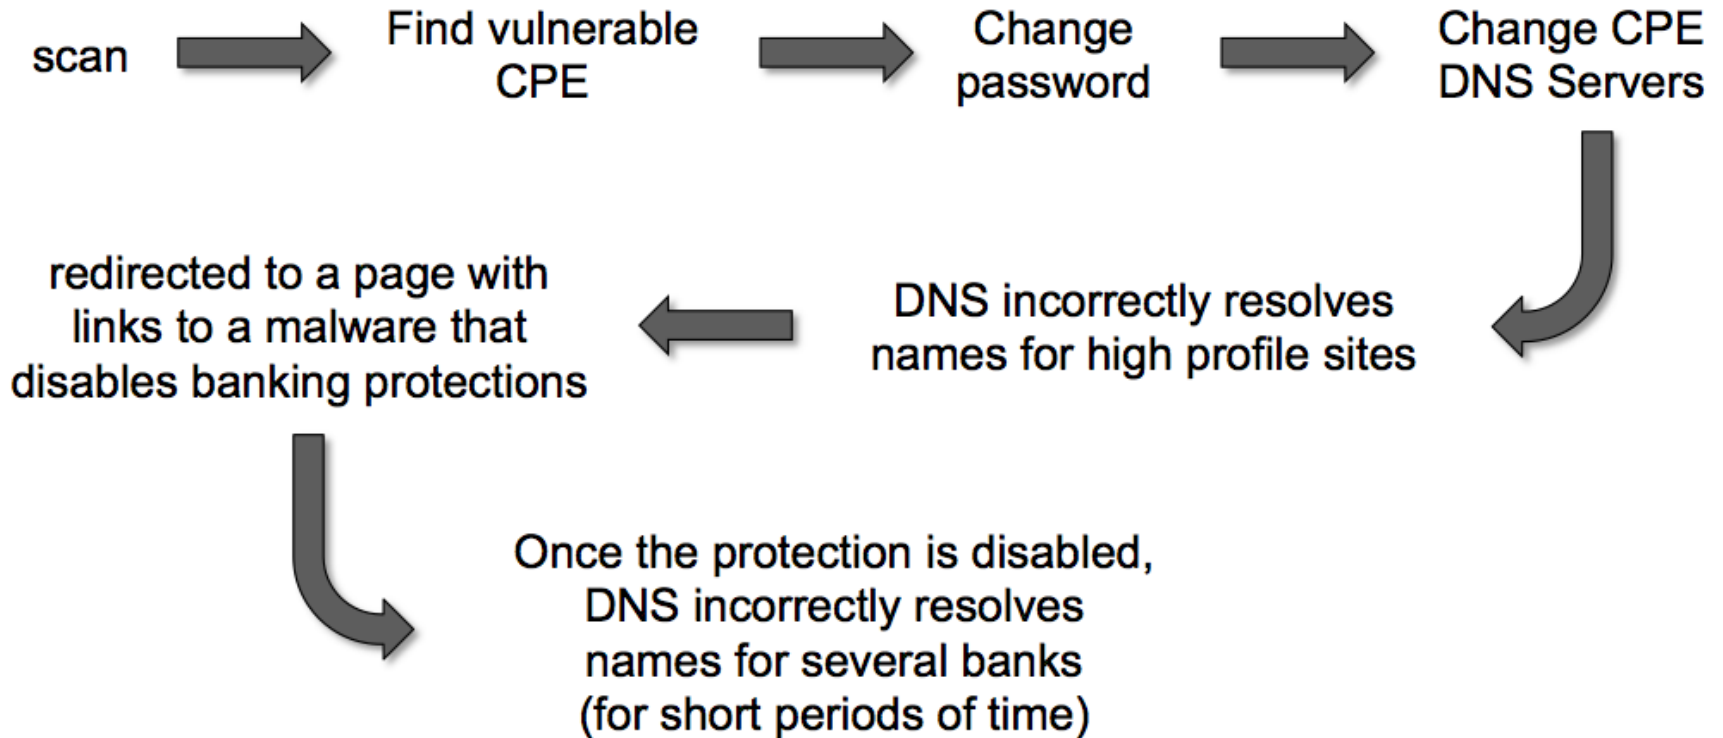 scan
Find vulnerable
CPE
Change
password
Change CPE
DNS Servers
DNS incorrectly resolves
names for high profile sites
redirected to a page with
links to a malware that
disables banking protections
Once the protection is disabled,
DNS incorrectly resolves
names for several banks
(for short periods of time)